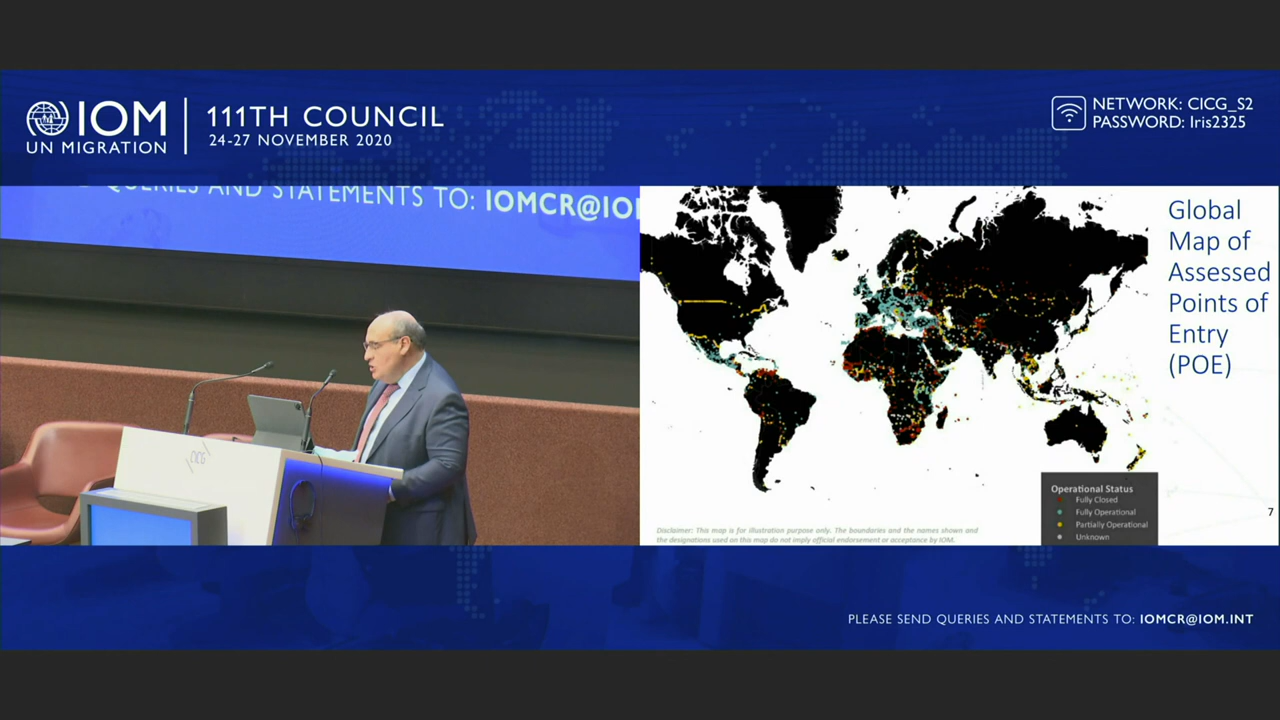 IOM
UN MIGRATION
111TH COUNCIL
24-27 NOVEMBER 2020
NETWORK: CICG_S2
PASSWORD: Iris2325
QUERIES AND STATEMENTS TO: IOMCR@IO
CICG
Global
Map of
Assessed
Points of
Entry
(POE)
Operational Status
Fully Closed
Fully Operational
Partially Operational
Unknown
7
Disclaimer: This map is for illustration purpose only. The boundaries and the names shown and
the designations used on this map do not imply official endorsement or acceptance by IOM.
PLEASE SEND QUERIES AND STATEMENTS TO: IOMCR@IOM.INT